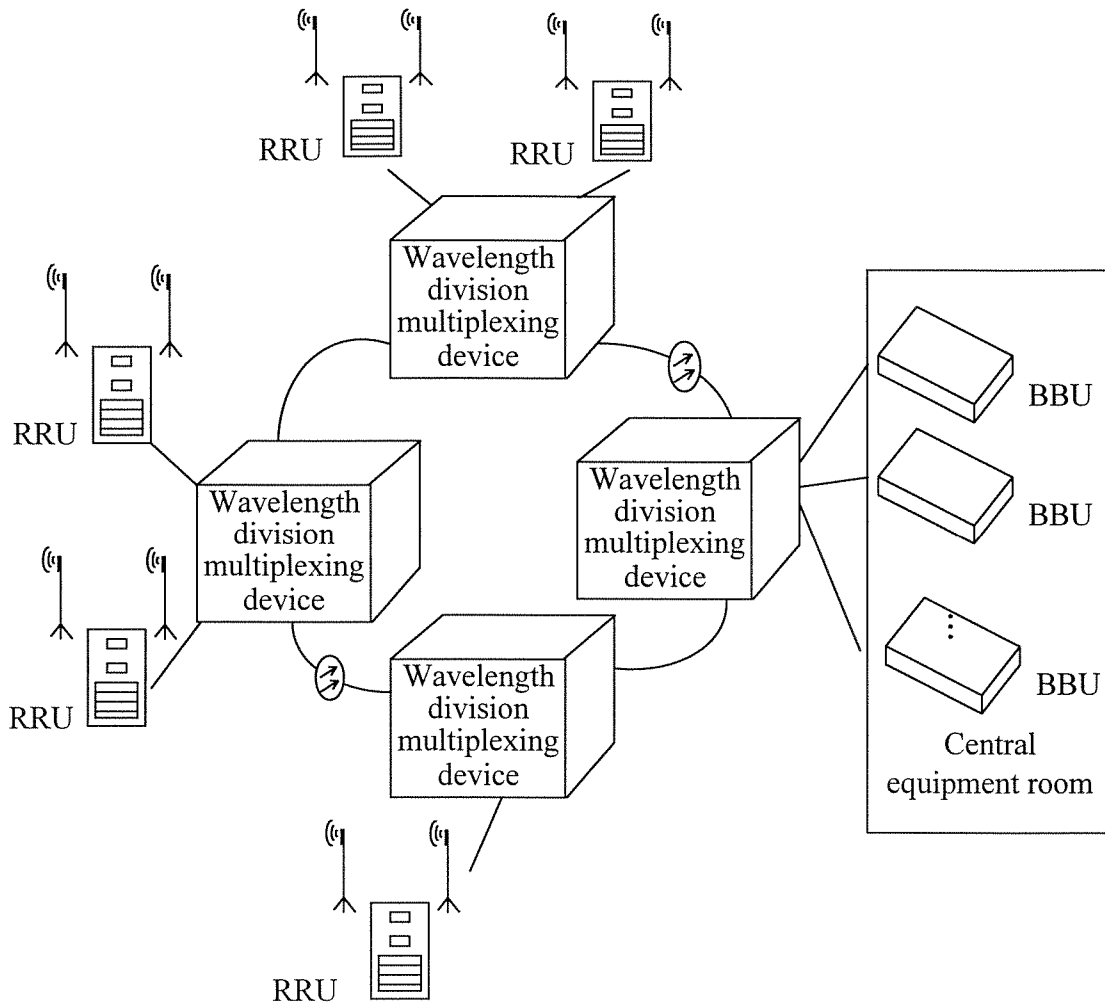 RRU
RRU
Wavelength
division
multiplexing
device
BBU
RRU
Wavelength
division
multiplexing
device
Wavelength
division
multiplexing
device
BBU
RRU
Wavelength
division
multiplexing
device
BBU
Central
equipment room
RRU